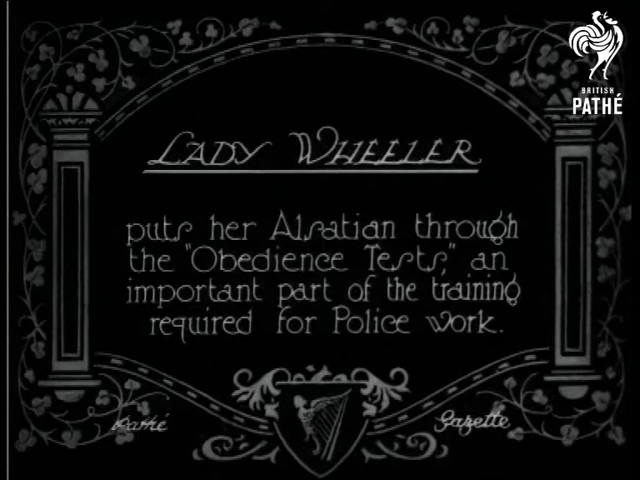 BRITISH
PATHÉ
LADY WHEELER
puts her Alsatian through
the "Obedience Tests," an
important part of the training
required for Police work.
Pathé Gazette